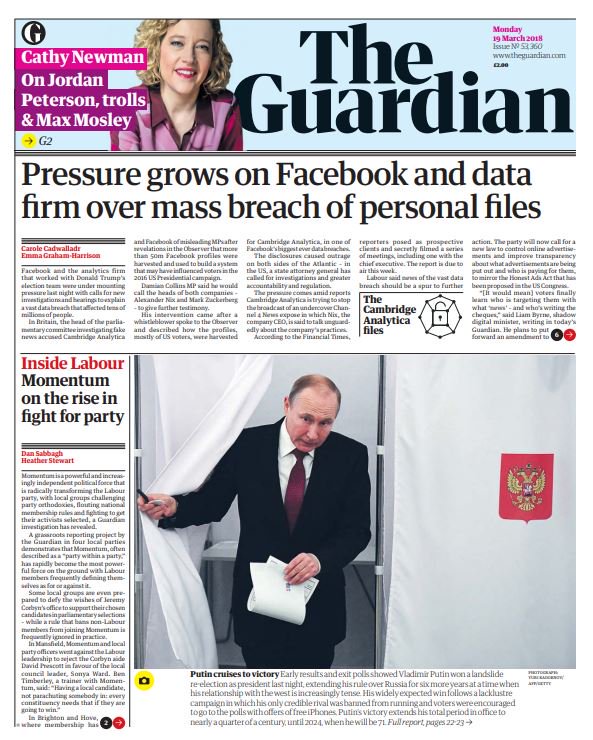 Cathy Newman
On Jordan
Peterson, trolls
& Max Mosley
G2
The
Guardian
Monday
19 March 2018
Issue № 53,360
www.theguardian.com
£2.00
Pressure grows on Facebook and data
firm over mass breach of personal files
Carole Cadwalladr
Emma Graham-Harrison
Facebook and the analytics firm
that worked with Donald Trump's
election team were under mounting
pressure last night with calls for new
investigations and hearings to explain
a vast data breach that affected tens of
millions of people.
In Britain, the head of the parlia-
mentary committee investigating fake
news accused Cambridge Analytica
and Facebook of misleading MPs after
revelations in the Observer that more
than 50m Facebook profiles were
harvested and used to build a system
that may have influenced voters in the
2016 US Presidential campaign.
Damian Collins MP said he would
call the heads of both companies –
Alexander Nix and Mark Zuckerberg
– to give further testimony.
His intervention came after a
whistleblower spoke to the Observer
and described how the profiles,
mostly of US voters, were harvested
for Cambridge Analytica, in one of
Facebook's biggest ever data breaches.
The disclosures caused outrage
on both sides of the Atlantic – in
the US, a state attorney general has
called for investigations and greater
accountability and regulation.
The pressure comes amid reports
Cambridge Analytica is trying to stop
the broadcast of an undercover Chan-
nel 4 News expose in which Nix, the
company CEO, is said to talk unguard-
edly about the company's practices.
According to the Financial Times,
reporters posed as prospective
clients and secretly filmed a series
of meetings, including one with the
chief executive. The report is due to
air this week.
Labour said news of the vast data
breach should be a spur to further
The
Cambridge
Analytica
files
action. The party will now call for a
new law to control online advertise-
ments and improve transparency
about what advertisements are being
put out and who is paying for them,
to mirror the Honest Ads Act that has
been proposed in the US Congress.
"[It would mean] voters finally
learn who is targeting them with
what 'news' – and who's writing the
cheques," said Liam Byrne, shadow
digital minister, writing in today's
Guardian. He plans to put
forward an amendment to
6
Inside Labour
Momentum
on the rise in
fight for party
Dan Sabbagh
Heather Stewart
Momentum is a powerful and increas-
ingly independent political force that
is radically transforming the Labour
party, with local groups challenging
party orthodoxies, flouting national
membership rules and fighting to get
their activists selected, a Guardian
investigation has revealed.
A grassroots reporting project by
the Guardian in four local parties
demonstrates that Momentum, often
described as a "party within a party,"
has rapidly become the most power-
ful force on the ground with Labour
members frequently defining them-
selves as for or against it.
Some local groups are even pre-
pared to defy the wishes of Jeremy
Corbyn's office to support their chosen
candidates in parliamentary selections
– while a rule that bans non-Labour
members from joining Momentum is
frequently ignored in practice.
In Mansfield, Momentum and local
party officers went against the Labour
leadership to reject the Corbyn aide
David Prescott in favour of the local
council leader, Sonya Ward. Ben
Timberley, a trainer with Momen-
tum, said: "Having a local candidate,
not parachuting somebody in: every
constituency needs that if they are
going to win."
In Brighton and Hove,
where membership has
2
Putin cruises to victory Early results and exit polls showed Vladimir Putin won a landslide
re-election as president last night, extending his rule over Russia for six more years at a time when
his relationship with the west is increasingly tense. His widely expected win follows a lacklustre
campaign in which his only credible rival was banned from running and voters were encouraged
to go to the polls with offers of free iPhones. Putin's victory extends his total period in office to
nearly a quarter of a century, until 2024, when he will be 71. Full report, pages 22-23 →
PHOTOGRAPH:
YURI KADOBNOV/
AFP/GETTY